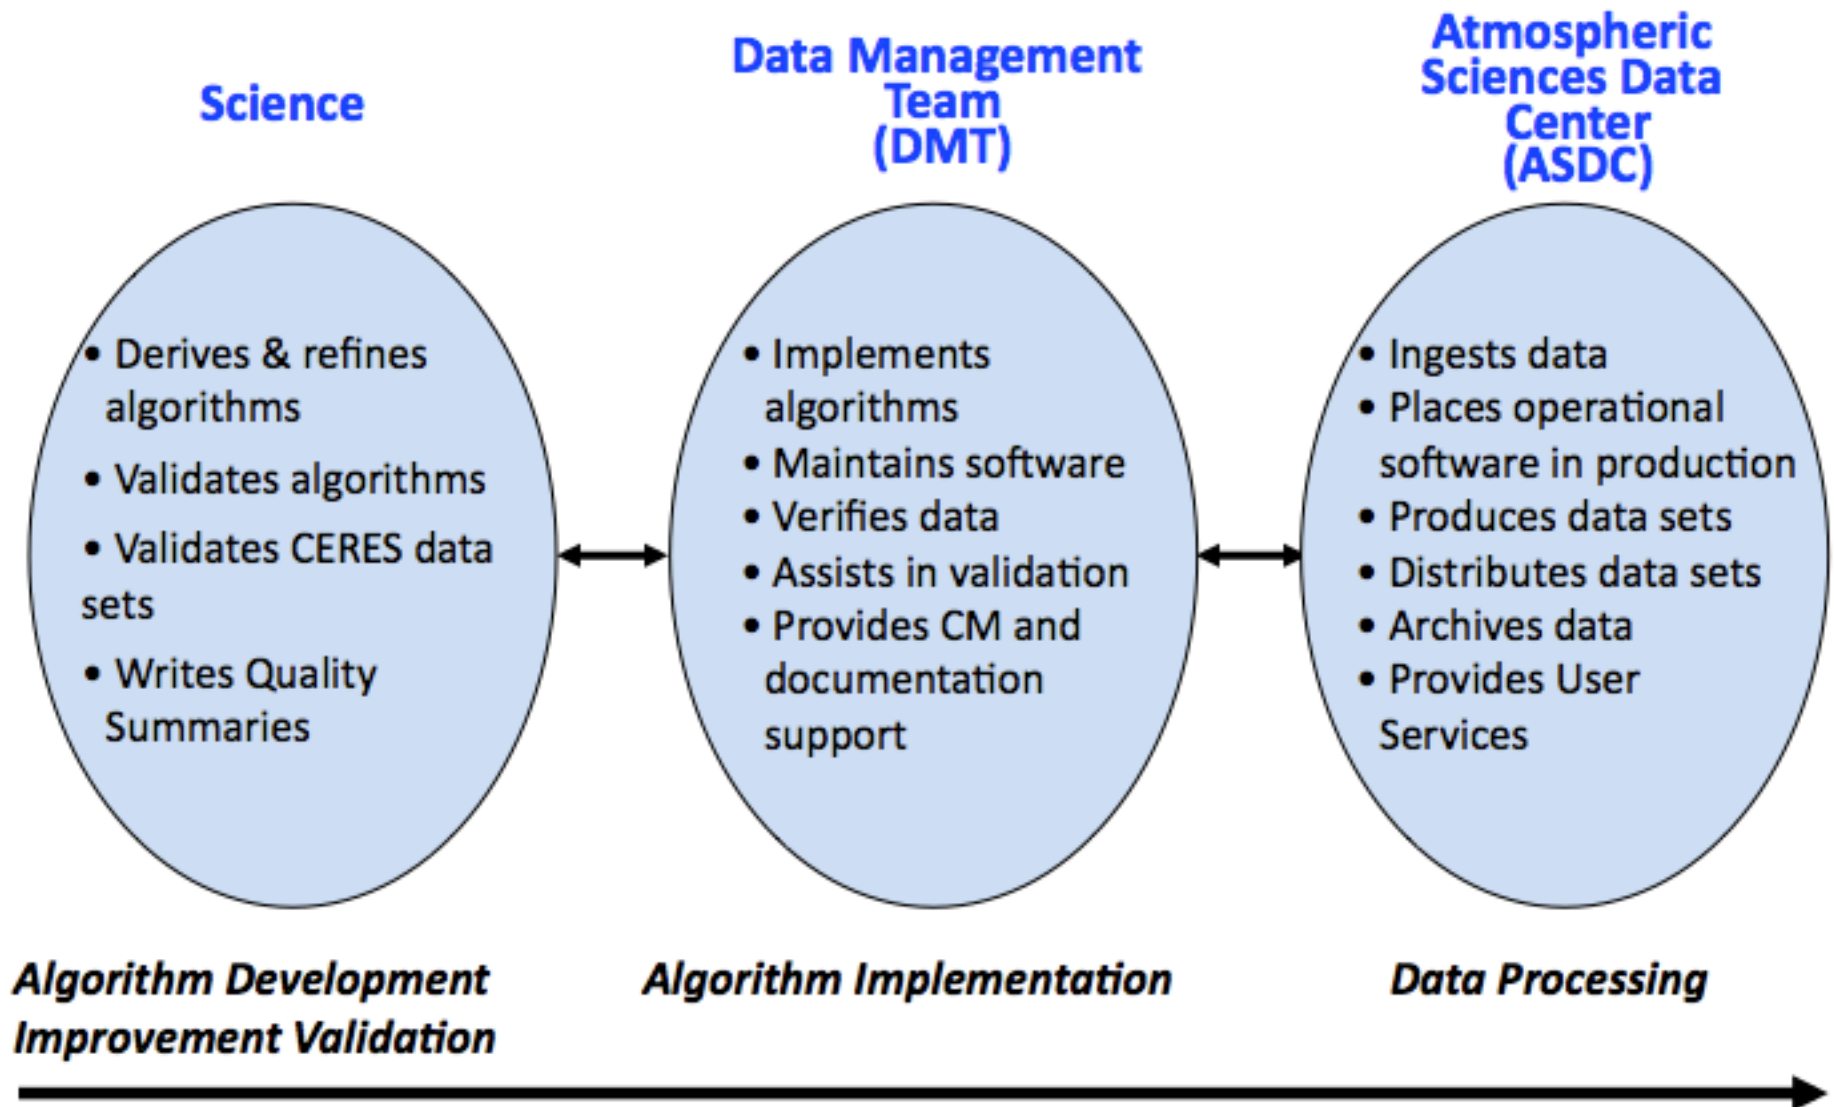 Science
Data Management
Team
(DMT)
Atmospheric
Sciences Data
Center
(ASDC)
• Derives & refines
algorithms
• Validates algorithms
• Validates CERES data
sets
• Writes Quality
Summaries
• Implements
algorithms
• Maintains software
• Verifies data
• Assists in validation
• Provides CM and
documentation
support
• Ingests data
• Places operational
software in production
• Produces data sets
• Distributes data sets
• Archives data
• Provides User
Services
Algorithm Development
Improvement Validation
Algorithm Implementation
Data Processing